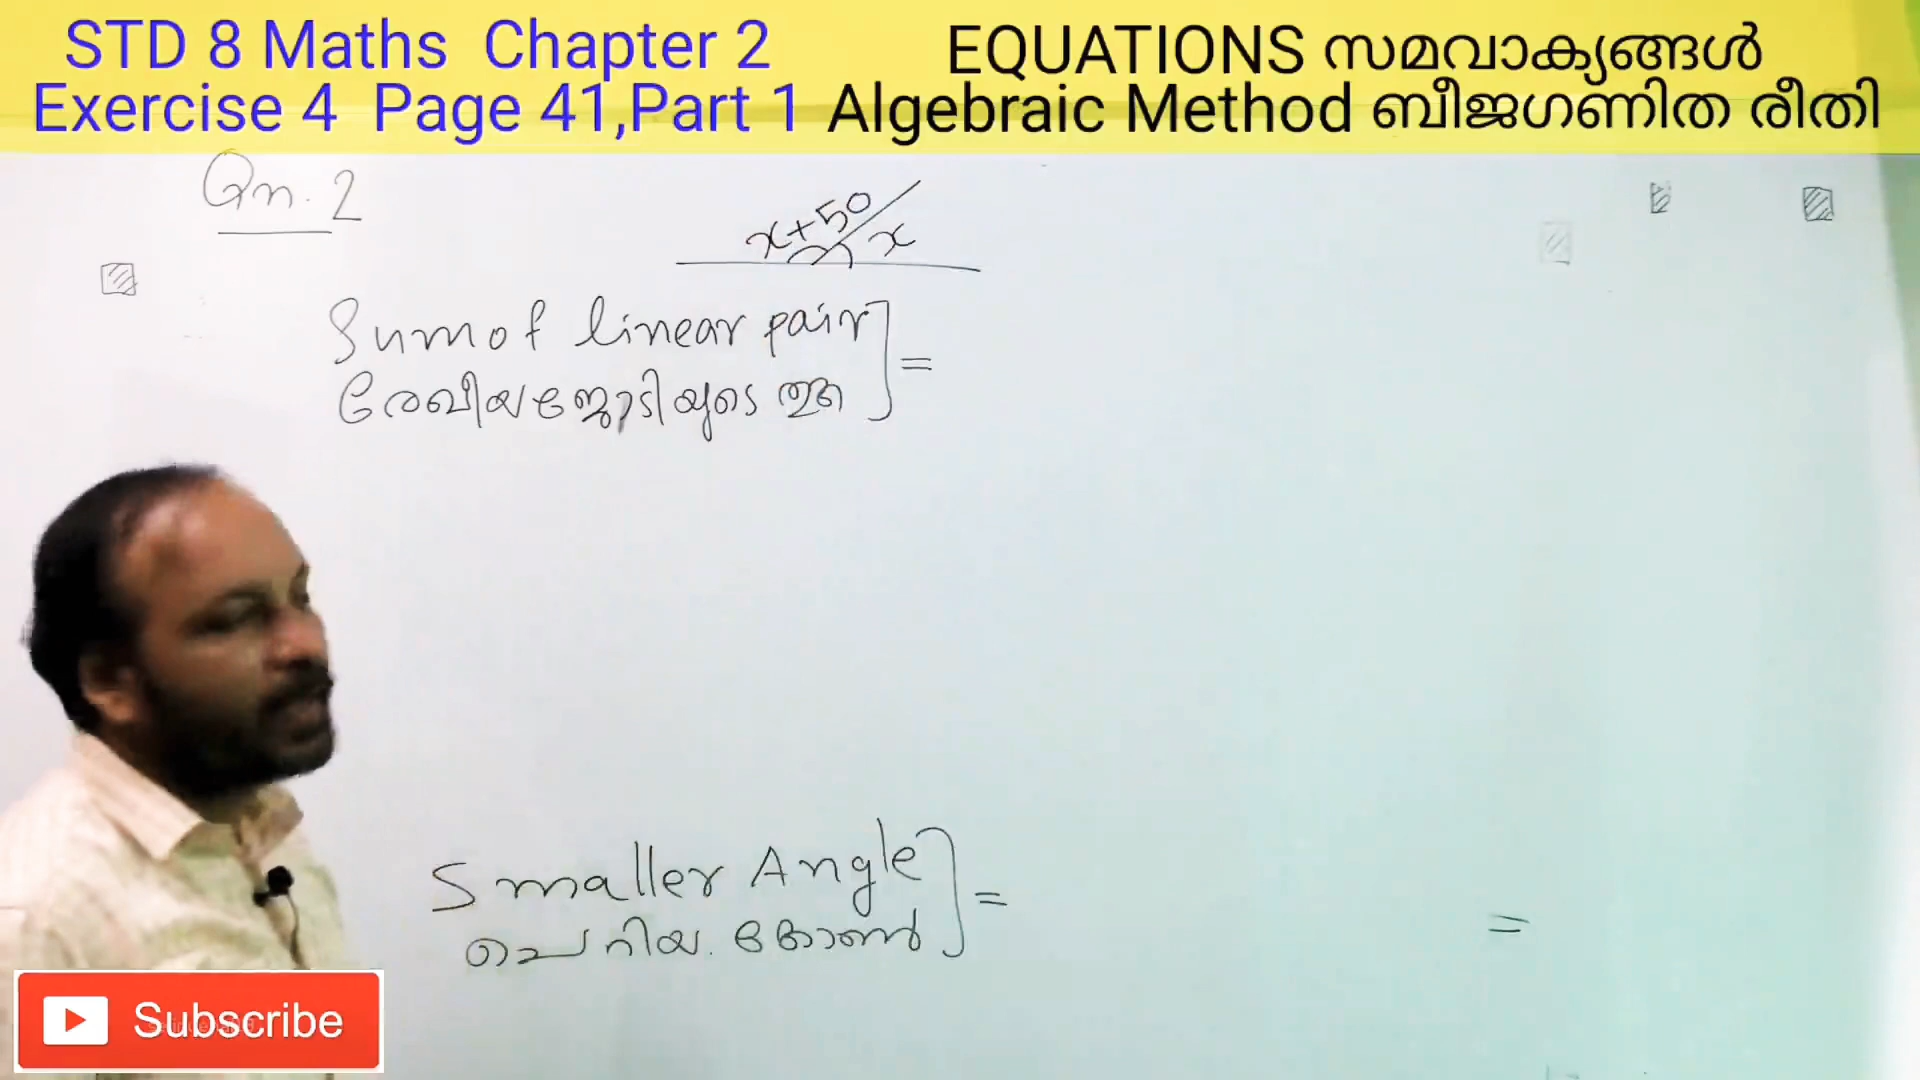 STD 8 Maths Chapter 2
Exercise 4 Page 41,Part 1
EQUATIONS സമവാക്യങ്ങൾ
Algebraic Method ബീജഗണിത രീതി
Qn. 2
x+50 x
Sum of linear pair
രേഖീയജോടിയുടെ തുക
=
Smaller Angle
ചെറിയ കോൺ
= =
Subscribe